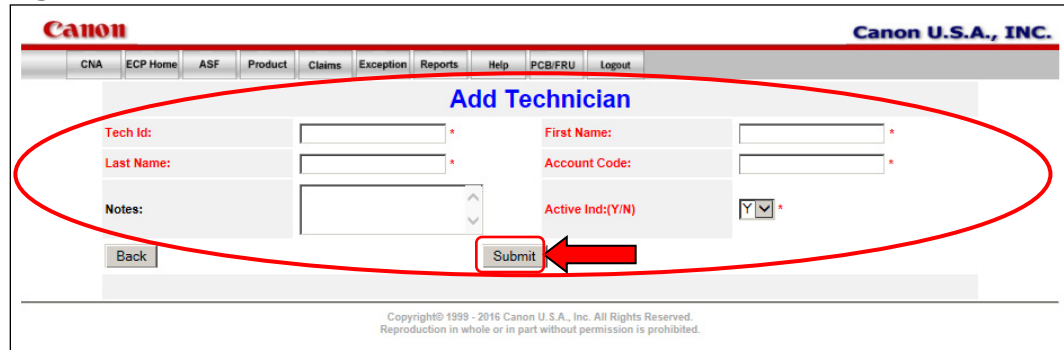 Canon Canon U.S.A., INC.
CNA ECP Home ASF Product Claims Exception Reports Help PCB/FRU Logout
Add Technician
Tech Id: * First Name: *
Last Name: * Account Code: *
Notes: Active Ind:(Y/N) Y *
Back Submit
Copyright© 1999 - 2016 Canon U.S.A., Inc. All Rights Reserved.
Reproduction in whole or in part without permission is prohibited.